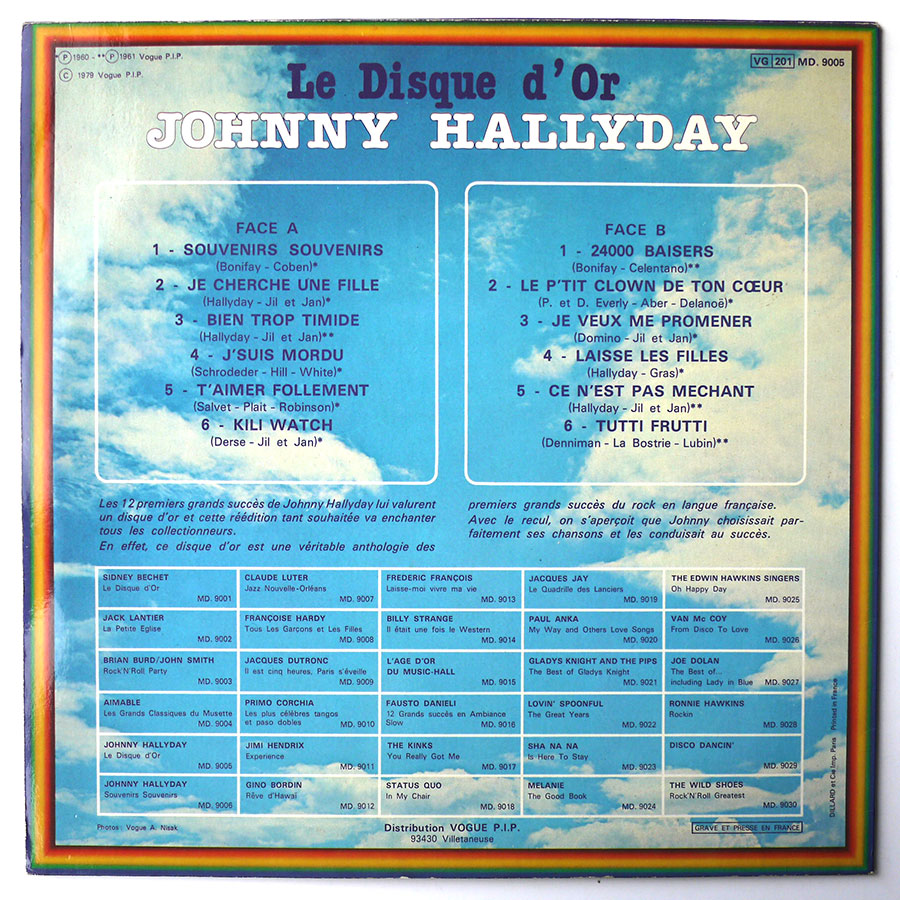 *Ⓟ1960 - **Ⓟ1961 Vogue P.I.P.
© 1979 Vogue P.I.P.
VG 201 MD. 9005
Le Disque d'Or
JOHNNY HALLYDAY
FACE A
1 - SOUVENIRS SOUVENIRS
(Bonifay - Coben)*
2 - JE CHERCHE UNE FILLE
(Hallyday - Jil et Jan)*
3 - BIEN TROP TIMIDE
(Hallyday - Jil et Jan)**
4 - J'SUIS MORDU
(Schrodeder - Hill - White)*
5 - T'AIMER FOLLEMENT
(Salvet - Plait - Robinson)*
6 - KILI WATCH
(Derse - Jil et Jan)*
FACE B
1 - 24000 BAISERS
(Bonifay - Celentano)**
2 - LE P'TIT CLOWN DE TON CŒUR
(P. et D. Everly - Aber - Delanoë)*
3 - JE VEUX ME PROMENER
(Domino - Jil et Jan)*
4 - LAISSE LES FILLES
(Hallyday - Gras)*
5 - CE N'EST PAS MECHANT
(Hallyday - Jil et Jan)**
6 - TUTTI FRUTTI
(Denniman - La Bostrie - Lubin)**
Les 12 premiers grands succès de Johnny Hallyday lui valurent
un disque d'or et cette réédition tant souhaitée va enchanter
tous les collectionneurs.
En effet, ce disque d'or est une véritable anthologie des
premiers grands succès du rock en langue française.
Avec le recul, on s'aperçoit que Johnny choisissait par-
faitement ses chansons et les conduisait au succès.
SIDNEY BECHET
Le Disque d'Or
MD. 9001
CLAUDE LUTER
Jazz Nouvelle-Orléans
MD. 9007
FREDERIC FRANÇOIS
Laisse-moi vivre ma vie
MD. 9013
JACQUES JAY
Le Quadrille des Lanciers
MD. 9019
THE EDWIN HAWKINS SINGERS
Oh Happy Day
MD. 9025
JACK LANTIER
La Petite Eglise
MD. 9002
FRANÇOISE HARDY
Tous Les Garçons et Les Filles
MD. 9008
BILLY STRANGE
Il était une fois le Western
MD. 9014
PAUL ANKA
My Way and Others Love Songs
MD. 9020
VAN Mc COY
From Disco To Love
MD. 9026
BRIAN BURD/JOHN SMITH
Rock'N'Roll Party
MD. 9003
JACQUES DUTRONC
Il est cinq heures, Paris s'éveille
MD. 9009
L'AGE D'OR
DU MUSIC-HALL
MD. 9015
GLADYS KNIGHT AND THE PIPS
The Best of Gladys Knight
MD. 9021
JOE DOLAN
The Best of...
including Lady in Blue MD. 9027
AIMABLE
Les Grands Classiques du Musette
MD. 9004
PRIMO CORCHIA
Les plus célèbres tangos
et paso dobles MD. 9010
FAUSTO DANIELI
12 Grands succès en Ambiance
Slow MD. 9016
LOVIN' SPOONFUL
The Great Years
MD. 9022
RONNIE HAWKINS
Rockin
MD. 9028
JOHNNY HALLYDAY
Le Disque d'Or
MD. 9005
JIMI HENDRIX
Experience
MD. 9011
THE KINKS
You Really Got Me
MD. 9017
SHA NA NA
Is Here To Stay
MD. 9023
DISCO DANCIN'
MD. 9029
JOHNNY HALLYDAY
Souvenirs Souvenirs
MD. 9006
GINO BORDIN
Rêve d'Hawaï
MD. 9012
STATUS QUO
In My Chair
MD. 9018
MELANIE
The Good Book
MO. 9024
THE WILD SHOES
Rock'N'Roll Greatest
MD. 9030
DILLARD et Cie Imp. Paris Printed in France
Photos : Vogue A. Nisak
Distribution VOGUE P.I.P.
93430 Villetaneuse
GRAVE ET PRESSE EN FRANCE